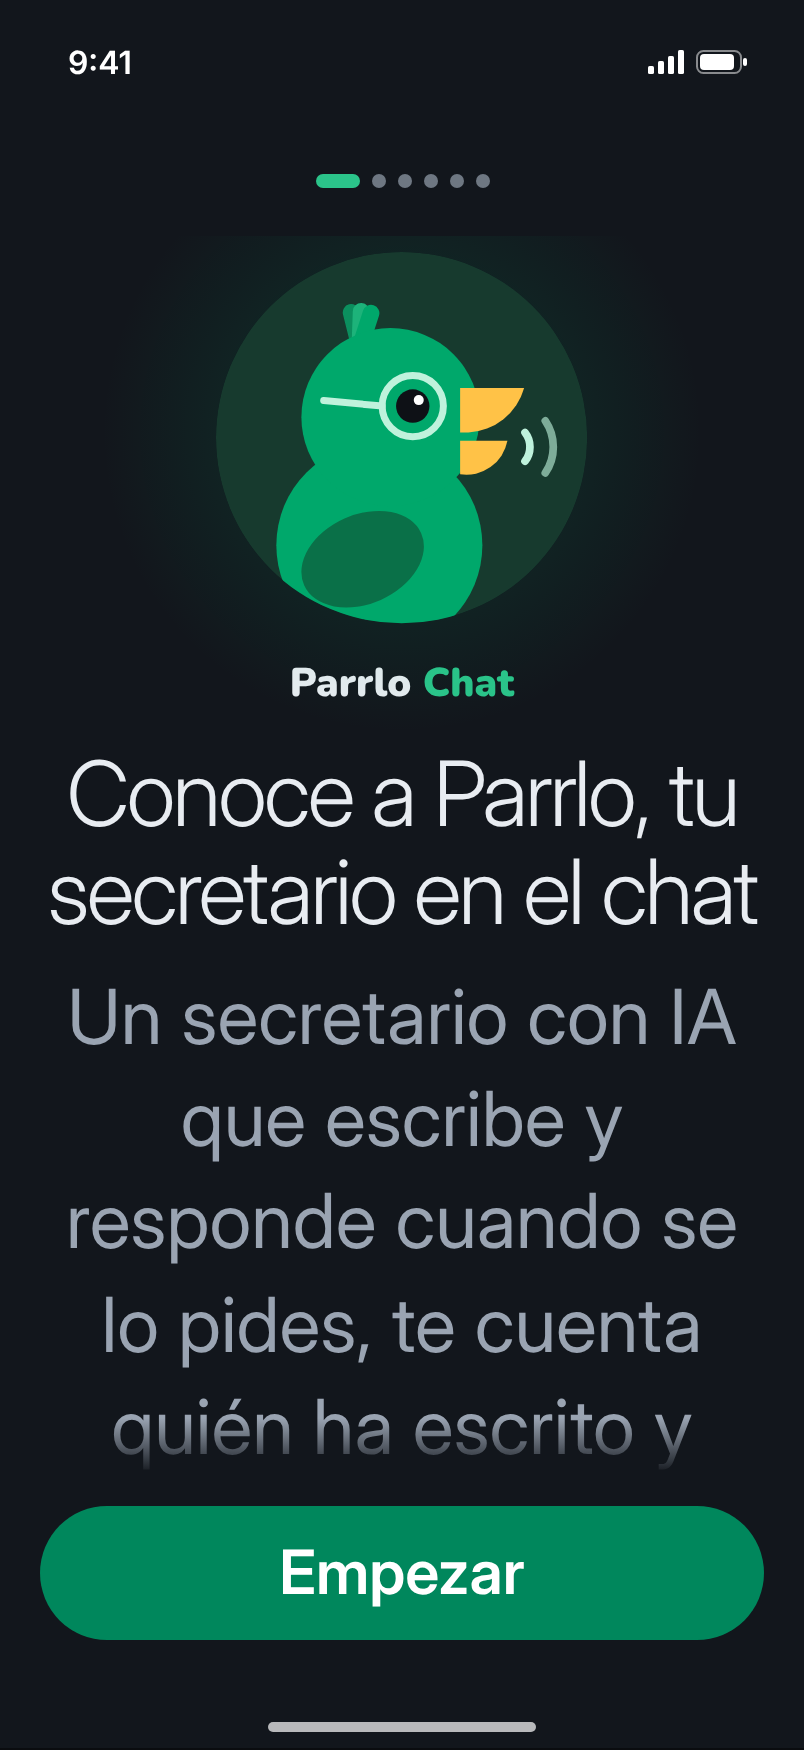 9:41
Parrlo Chat
Conoce a Parrlo, tu
secretario en el chat
Un secretario con IA
que escribe y
responde cuando se
lo pides, te cuenta
quién ha escrito y
Empezar